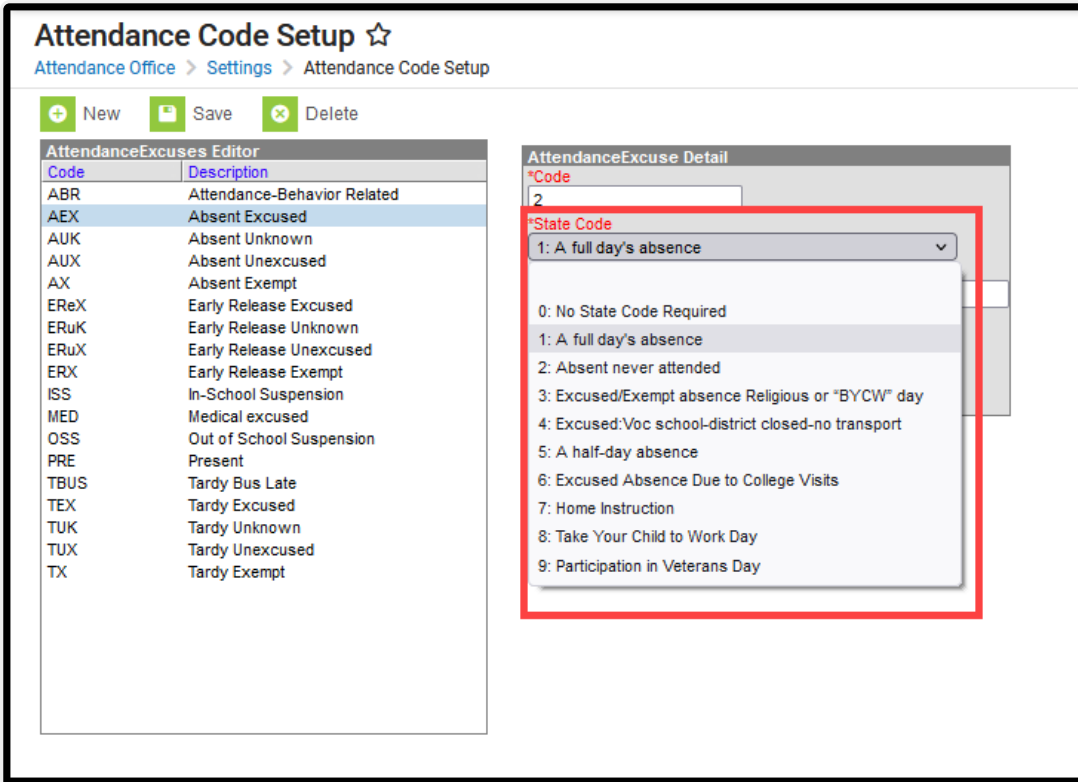 Attendance Code Setup
Attendance Office > Settings > Attendance Code Setup
New Save Delete
AttendanceExcuses Editor
Code Description
ABR Attendance-Behavior Related
AEX Absent Excused
AUK Absent Unknown
AUX Absent Unexcused
AX Absent Exempt
EReX Early Release Excused
ERuK Early Release Unknown
ERuX Early Release Unexcused
ERX Early Release Exempt
ISS In-School Suspension
MED Medical excused
OSS Out of School Suspension
PRE Present
TBUS Tardy Bus Late
TEX Tardy Excused
TUK Tardy Unknown
TUX Tardy Unexcused
TX Tardy Exempt
AttendanceExcuse Detail
*Code
2
*State Code
1: A full day's absence
0: No State Code Required
1: A full day's absence
2: Absent never attended
3: Excused/Exempt absence Religious or “BYCW” day
4: Excused:Voc school-district closed-no transport
5: A half-day absence
6: Excused Absence Due to College Visits
7: Home Instruction
8: Take Your Child to Work Day
9: Participation in Veterans Day